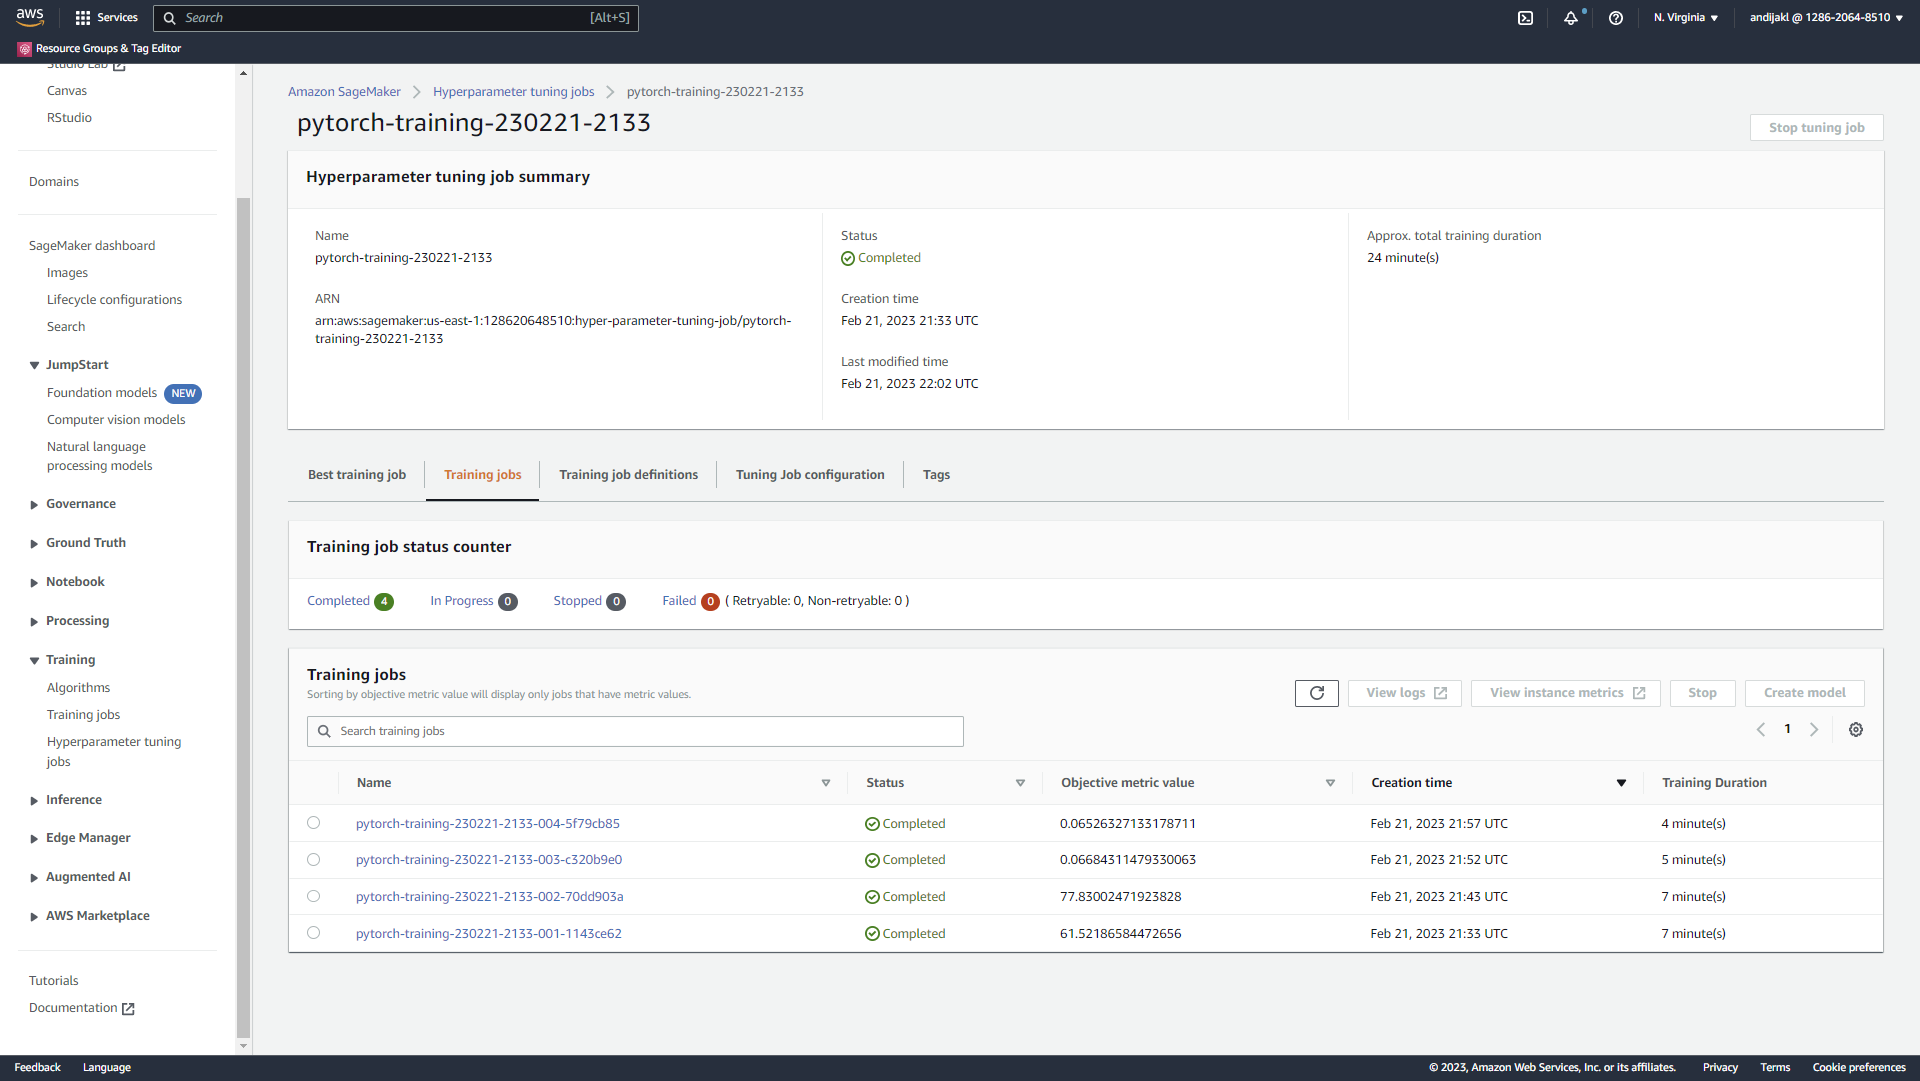 aws
Services
Search [Alt+S]
N. Virginia
andijakl @ 1286-2064-8510
Resource Groups & Tag Editor
Studio Lab
Canvas
RStudio
Domains
SageMaker dashboard
Images
Lifecycle configurations
Search
JumpStart
Foundation models NEW
Computer vision models
Natural language
processing models
Governance
Ground Truth
Notebook
Processing
Training
Algorithms
Training jobs
Hyperparameter tuning
jobs
Inference
Edge Manager
Augmented AI
AWS Marketplace
Tutorials
Documentation
Amazon SageMaker Hyperparameter tuning jobs pytorch-training-230221-2133
pytorch-training-230221-2133
Stop tuning job
Hyperparameter tuning job summary
Name
pytorch-training-230221-2133
ARN
arn:aws:sagemaker:us-east-1:128620648510:hyper-parameter-tuning-job/pytorch-
training-230221-2133
Status
Completed
Creation time
Feb 21, 2023 21:33 UTC
Last modified time
Feb 21, 2023 22:02 UTC
Approx. total training duration
24 minute(s)
Best training job Training jobs Training job definitions Tuning Job configuration Tags
Training job status counter
Completed 4 In Progress 0 Stopped 0 Failed 0 ( Retryable: 0, Non-retryable: 0 )
Training jobs
Sorting by objective metric value will display only jobs that have metric values.
View logs View instance metrics Stop Create model
Search training jobs
1
Name Status Objective metric value Creation time Training Duration
pytorch-training-230221-2133-004-5f79cb85 Completed 0.06526327133178711 Feb 21, 2023 21:57 UTC 4 minute(s)
pytorch-training-230221-2133-003-c320b9e0 Completed 0.06684311479330063 Feb 21, 2023 21:52 UTC 5 minute(s)
pytorch-training-230221-2133-002-70dd903a Completed 77.83002471923828 Feb 21, 2023 21:43 UTC 7 minute(s)
pytorch-training-230221-2133-001-1143ce62 Completed 61.52186584472656 Feb 21, 2023 21:33 UTC 7 minute(s)
Feedback Language © 2023, Amazon Web Services, Inc. or its affiliates. Privacy Terms Cookie preferences